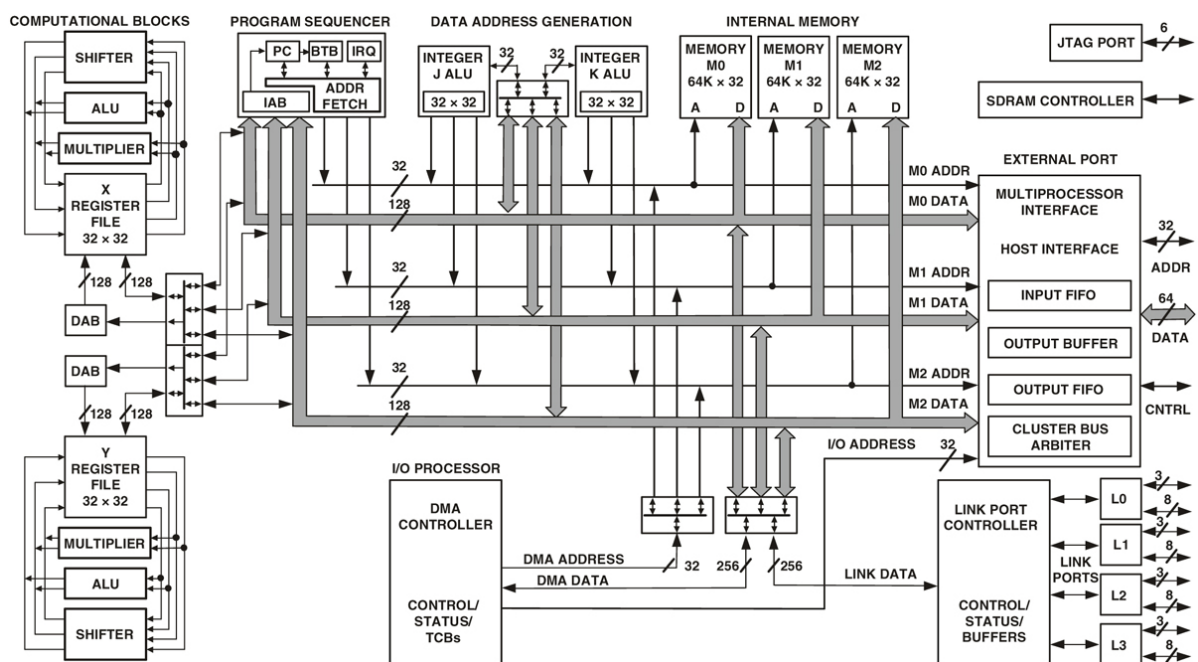 COMPUTATIONAL BLOCKS
PROGRAM SEQUENCER
DATA ADDRESS GENERATION
INTERNAL MEMORY
SHIFTER
ALU
MULTIPLIER
X
REGISTER
FILE
32 × 32
128
128
DAB
DAB
128
128
Y
REGISTER
FILE
32 × 32
MULTIPLIER
ALU
SHIFTER
PC
BTB
IRQ
ADDR
FETCH
IAB
INTEGER
J ALU
32 × 32
32
32
INTEGER
K ALU
32 × 32
MEMORY
M0
64K × 32
A D
MEMORY
M1
64K × 32
A D
MEMORY
M2
64K × 32
A D
32
128
M0 ADDR
M0 DATA
32
128
M1 ADDR
M1 DATA
32
128
M2 ADDR
M2 DATA
I/O ADDRESS
32
6
JTAG PORT
SDRAM CONTROLLER
EXTERNAL PORT
MULTIPROCESSOR
INTERFACE
HOST INTERFACE
INPUT FIFO
OUTPUT BUFFER
OUTPUT FIFO
CLUSTER BUS
ARBITER
32
ADDR
64
DATA
CNTRL
I/O PROCESSOR
DMA
CONTROLLER
CONTROL/
STATUS/
TCBs
DMA ADDRESS
32
DMA DATA
256
256
LINK DATA
LINK PORT
CONTROLLER
CONTROL/
STATUS/
BUFFERS
LINK
PORTS
L0
3
8
L1
3
8
L2
3
8
L3
3
8